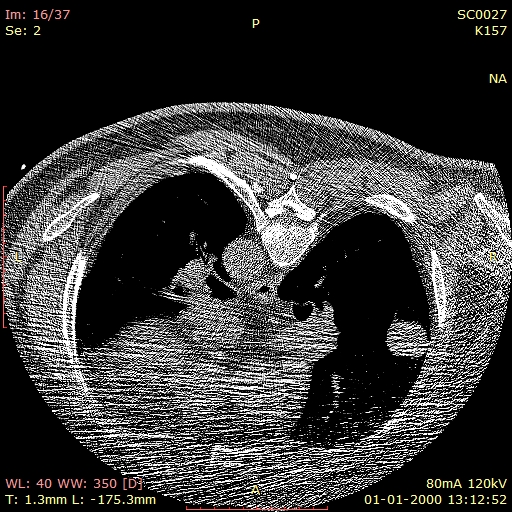 Im: 16/37
Se: 2
P
SC0027
K157
NA
L
R
A
WL: 40 WW: 350 [D]
T: 1.3mm L: -175.3mm
80mA 120kV
01-01-2000 13:12:52